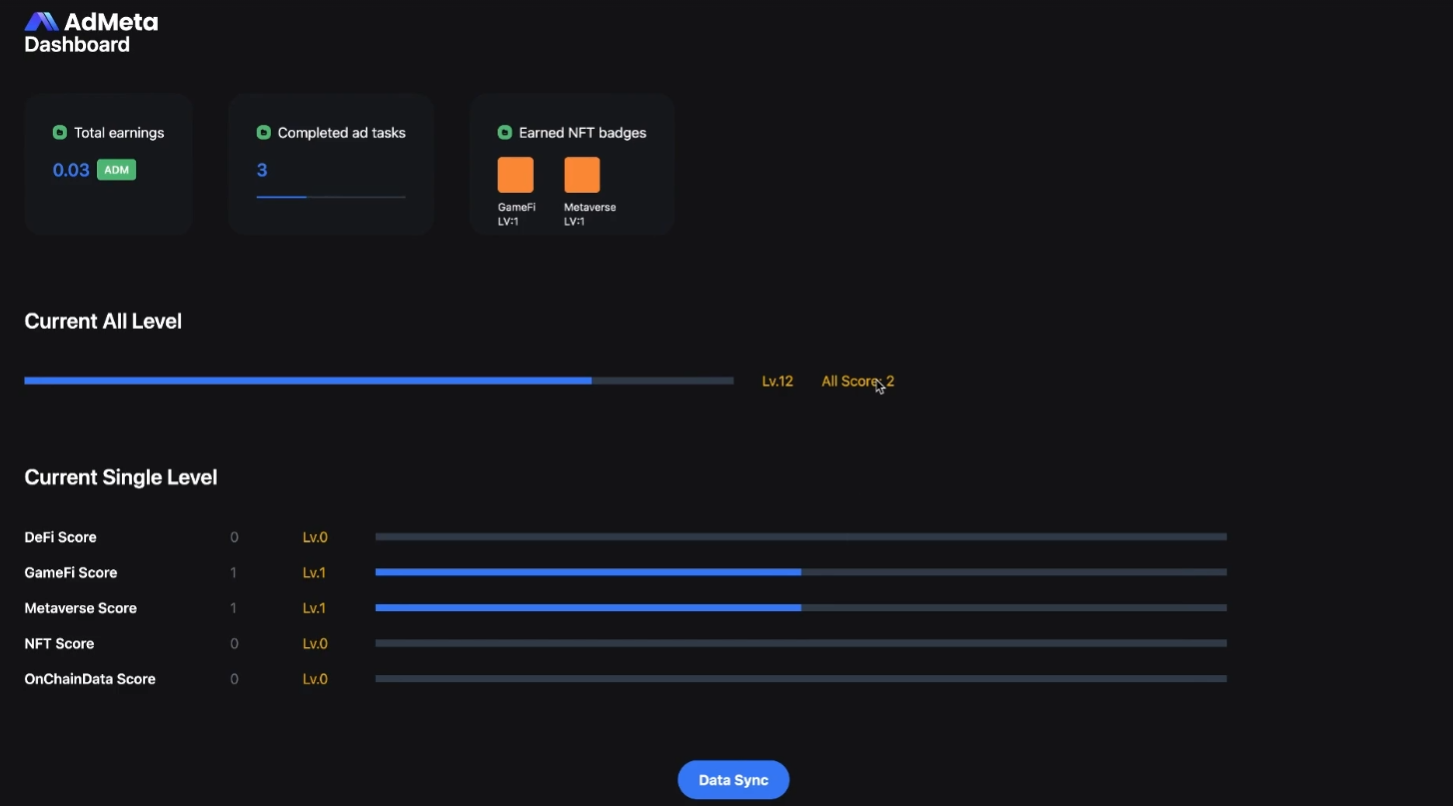 AdMeta
Dashboard
Total earnings
0.03 ADM
Completed ad tasks
3
Earned NFT badges
GameFi
LV:1
Metaverse
LV:1
Current All Level
Lv.12 All Score: 2
Current Single Level
DeFi Score 0 Lv.0
GameFi Score 1 Lv.1
Metaverse Score 1 Lv.1
NFT Score 0 Lv.0
OnChainData Score 0 Lv.0
Data Sync